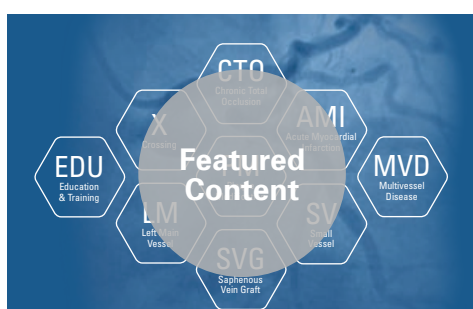 CTO
Chronic Total
Occlusion
X
Crossing
AMI
Acute Myocardial
Infarction
EDU
Education
& Training
Featured
Content
MVD
Multivessel
Disease
LM
Left Main
Vessel
SV
Small
Vessel
SVG
Saphenous
Vein Graft